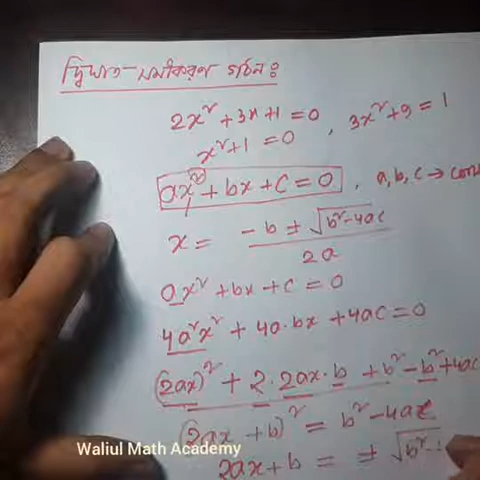 দ্বিঘাত-সমীকরণ গঠন ঃ
2x² + 3x + 1 = 0
x² + 1 = 0 , 3x² + 9 = 1
ax² + bx + c = 0 , a, b, c → con
x = (-b ± √(b² - 4ac)) / 2a
ax² + bx + c = 0
4a²x² + 4a·bx + 4ac = 0
(2ax)² + 2·2ax·b + b² - b² + 4ac
(2ax + b)² = b² - 4ac
2ax + b = ± √b² -
Waliul Math Academy